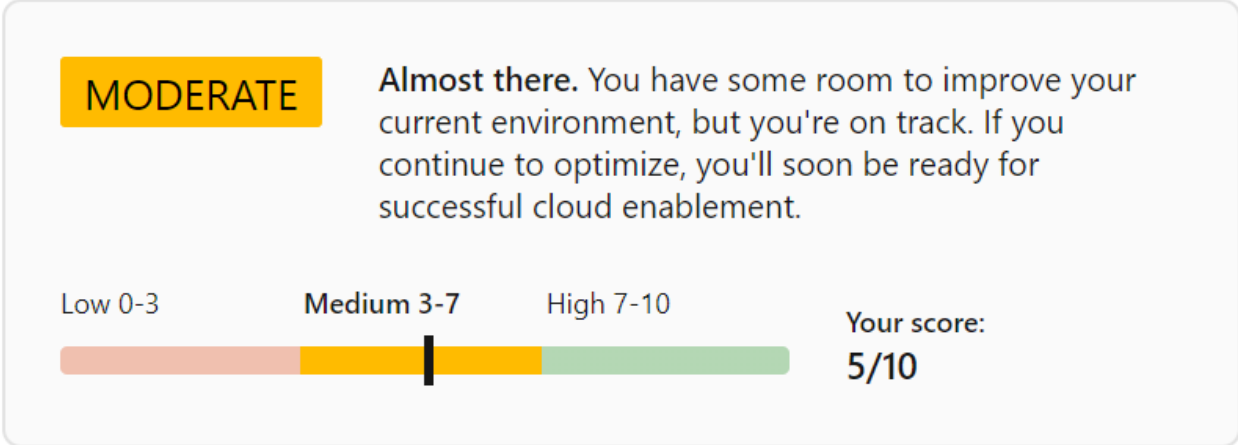 MODERATE
Almost there. You have some room to improve your
current environment, but you're on track. If you
continue to optimize, you'll soon be ready for
successful cloud enablement.
Low 0-3
Medium 3-7
High 7-10
Your score:
5/10